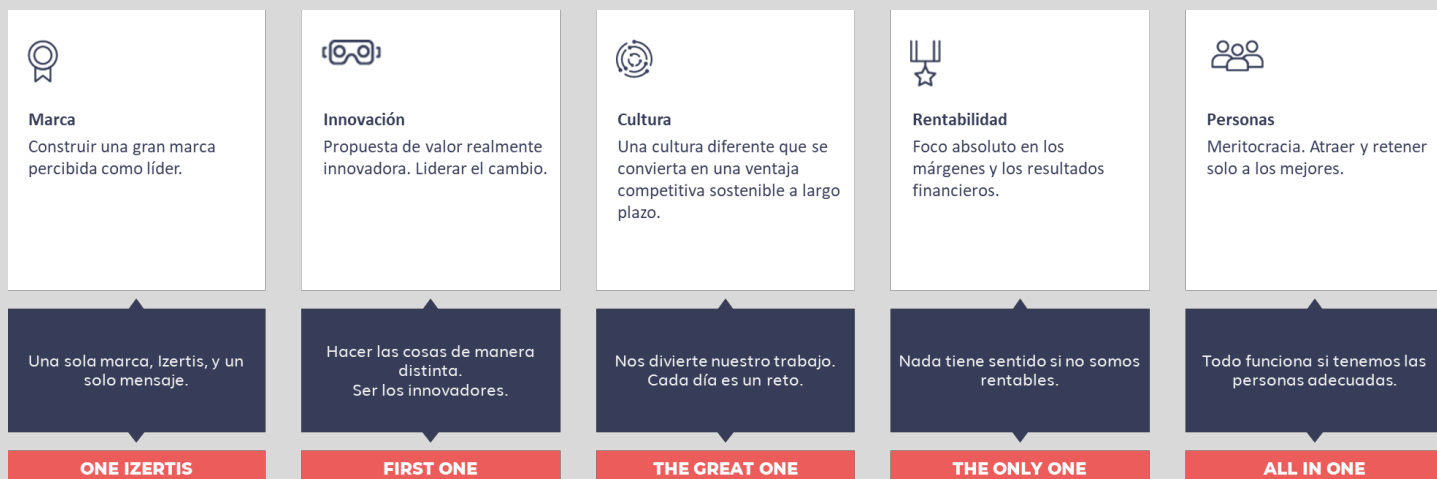 Marca
Construir una gran marca
percibida como líder.
Innovación
Propuesta de valor realmente
innovadora. Liderar el cambio.
Cultura
Una cultura diferente que se
convierta en una ventaja
competitiva sostenible a largo
plazo.
Rentabilidad
Foco absoluto en los
márgenes y los resultados
financieros.
Personas
Meritocracia. Atraer y retener
solo a los mejores.
Una sola marca, Izertis, y un
solo mensaje.
Hacer las cosas de manera
distinta.
Ser los innovadores.
Nos divierte nuestro trabajo.
Cada día es un reto.
Nada tiene sentido si no somos
rentables.
Todo funciona si tenemos las
personas adecuadas.
ONE IZERTIS
FIRST ONE
THE GREAT ONE
THE ONLY ONE
ALL IN ONE